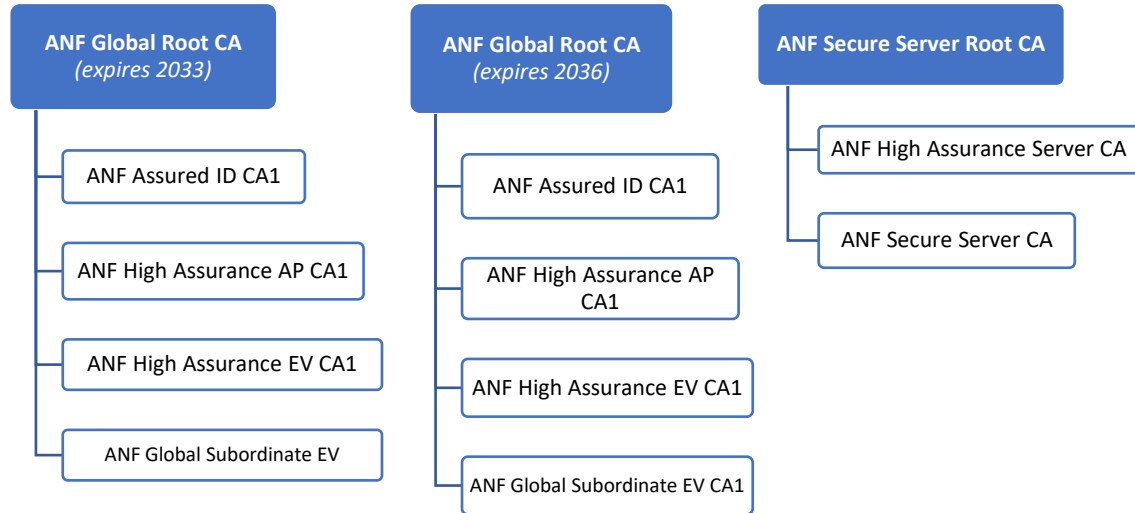 ANF Global Root CA
(expires 2033)
ANF Assured ID CA1
ANF High Assurance AP CA1
ANF High Assurance EV CA1
ANF Global Subordinate EV
ANF Global Root CA
(expires 2036)
ANF Assured ID CA1
ANF High Assurance AP
CA1
ANF High Assurance EV CA1
ANF Global Subordinate EV CA1
ANF Secure Server Root CA
ANF High Assurance Server CA
ANF Secure Server CA